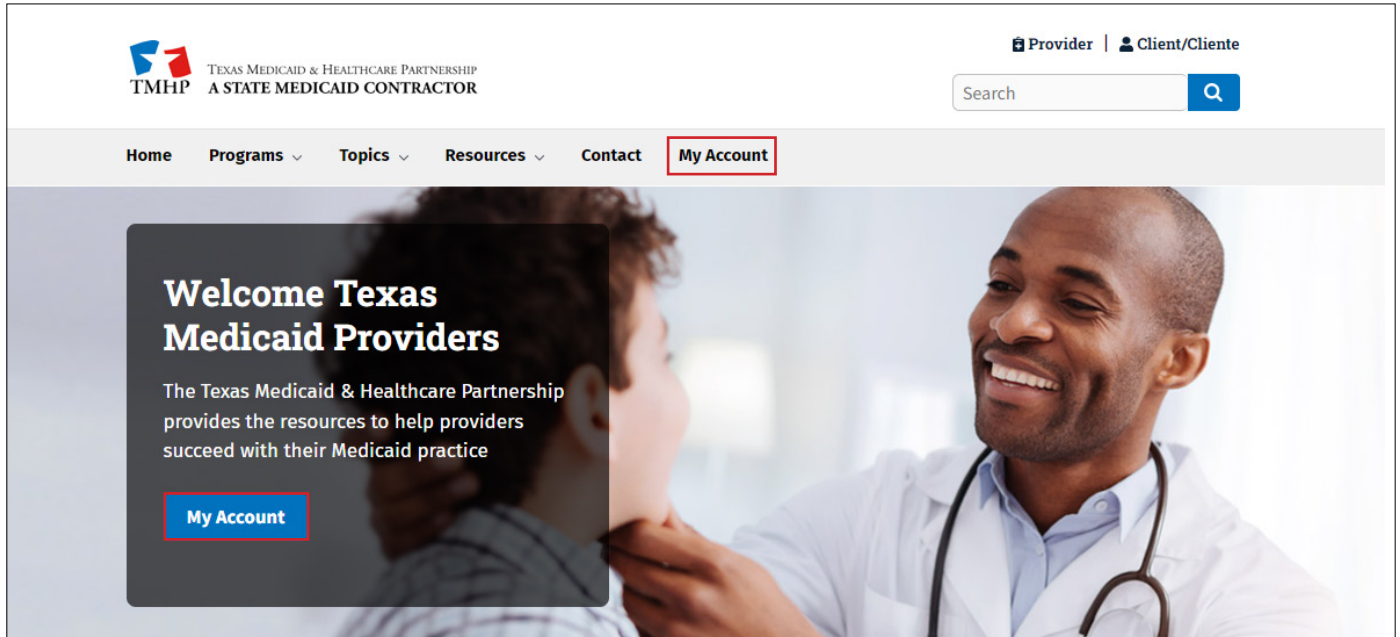 Provider | Client/Cliente
TMHP
TEXAS MEDICAID & HEALTHCARE PARTNERSHIP
A STATE MEDICAID CONTRACTOR
Search
Home Programs Topics Resources Contact My Account
Welcome Texas
Medicaid Providers
The Texas Medicaid & Healthcare Partnership
provides the resources to help providers
succeed with their Medicaid practice
My Account